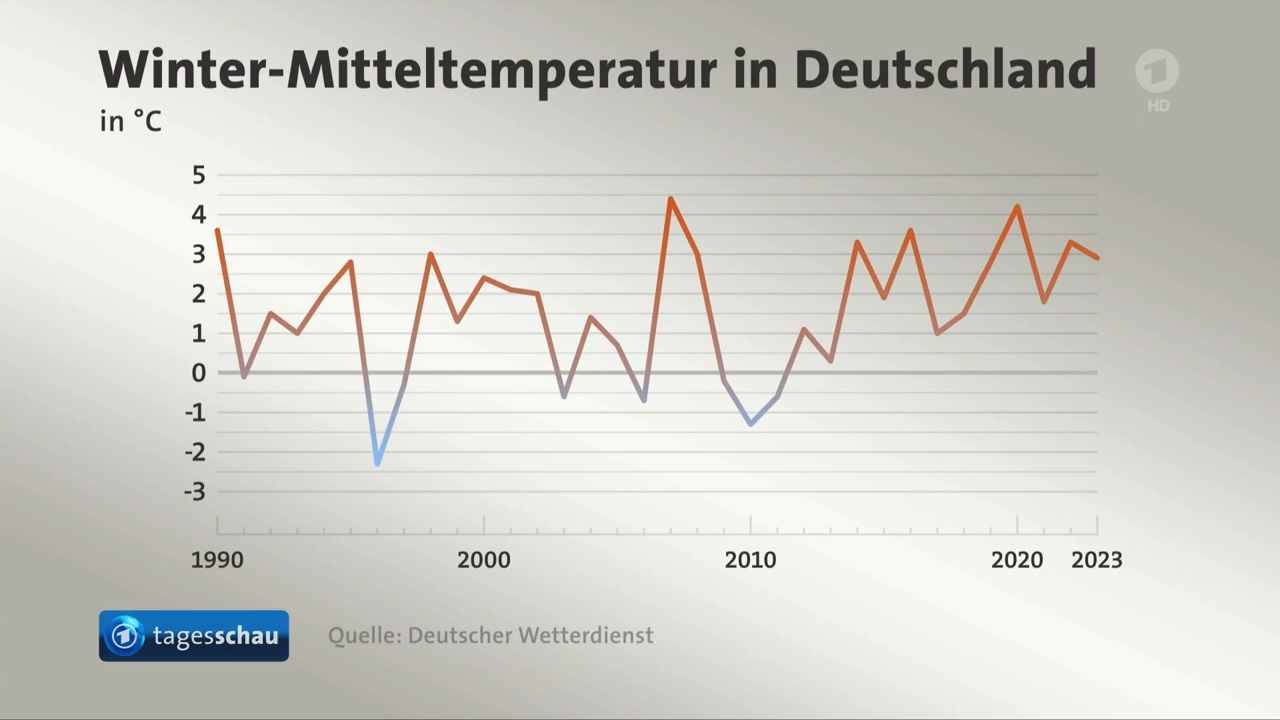 Winter-Mitteltemperatur in Deutschland
in °C
HD
5
4
3
2
1
0
-1
-2
-3
1990 2000 2010 2020 2023
tagesschau
Quelle: Deutscher Wetterdienst